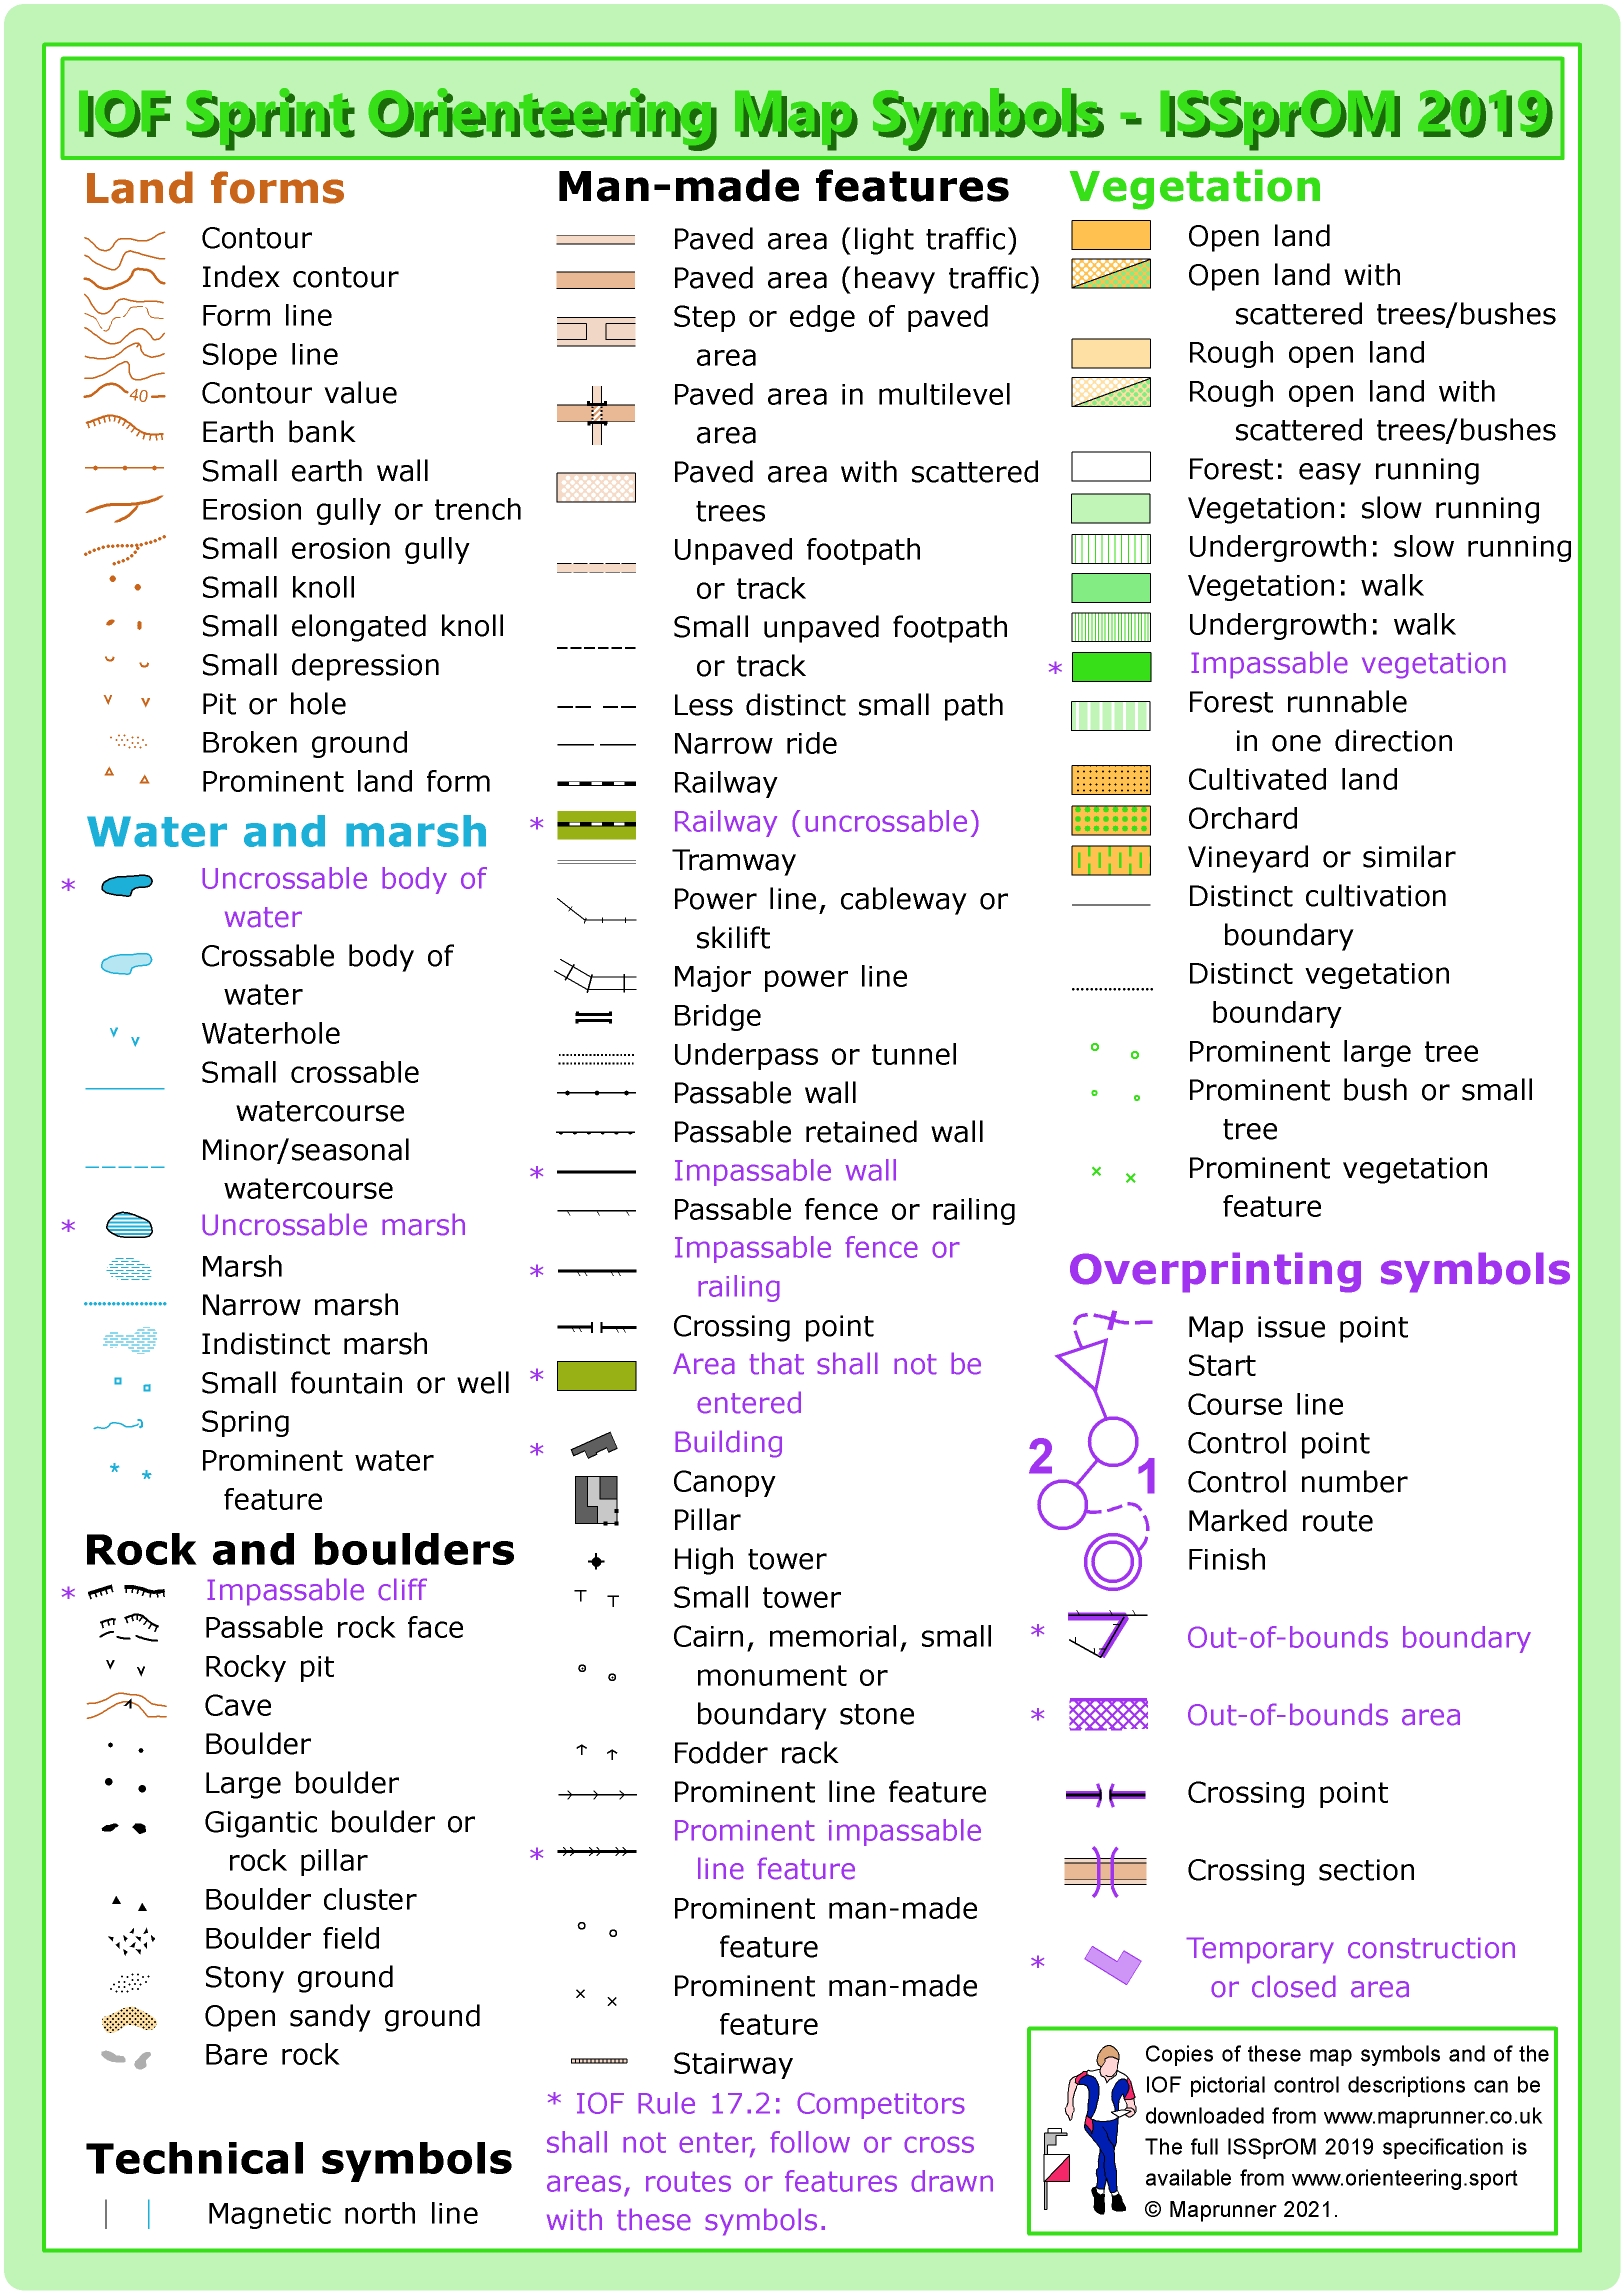 IOF Sprint Orienteering Map Symbols - ISSprOM 2019
Land forms
Contour
Index contour
Form line
Slope line
40
Contour value
Earth bank
Small earth wall
Erosion gully or trench
Small erosion gully
Small knoll
Small elongated knoll
Small depression
Pit or hole
Broken ground
Prominent land form
Water and marsh
* Uncrossable body of
water
Crossable body of
water
Waterhole
Small crossable
watercourse
Minor/seasonal
watercourse
* Uncrossable marsh
Marsh
Narrow marsh
Indistinct marsh
Small fountain or well
Spring
Prominent water
feature
Rock and boulders
* Impassable cliff
Passable rock face
Rocky pit
Cave
Boulder
Large boulder
Gigantic boulder or
rock pillar
Boulder cluster
Boulder field
Stony ground
Open sandy ground
Bare rock
Technical symbols
Magnetic north line
Man-made features
Paved area (light traffic)
Paved area (heavy traffic)
Step or edge of paved
area
Paved area in multilevel
area
Paved area with scattered
trees
Unpaved footpath
or track
Small unpaved footpath
or track
Less distinct small path
Narrow ride
Railway
* Railway (uncrossable)
Tramway
Power line, cableway or
skilift
Major power line
Bridge
Underpass or tunnel
Passable wall
Passable retained wall
* Impassable wall
Passable fence or railing
* Impassable fence or
railing
Crossing point
* Area that shall not be
entered
* Building
Canopy
Pillar
High tower
Small tower
Cairn, memorial, small
monument or
boundary stone
Fodder rack
Prominent line feature
* Prominent impassable
line feature
Prominent man-made
feature
Prominent man-made
feature
Stairway
* IOF Rule 17.2: Competitors
shall not enter, follow or cross
areas, routes or features drawn
with these symbols.
Vegetation
Open land
Open land with
scattered trees/bushes
Rough open land
Rough open land with
scattered trees/bushes
Forest: easy running
Vegetation: slow running
Undergrowth: slow running
Vegetation: walk
Undergrowth: walk
* Impassable vegetation
Forest runnable
in one direction
Cultivated land
Orchard
Vineyard or similar
Distinct cultivation
boundary
Distinct vegetation
boundary
Prominent large tree
Prominent bush or small
tree
Prominent vegetation
feature
Overprinting symbols
Map issue point
Start
Course line
Control point
2 1
Control number
Marked route
Finish
* Out-of-bounds boundary
* Out-of-bounds area
Crossing point
Crossing section
* Temporary construction
or closed area
Copies of these map symbols and of the
IOF pictorial control descriptions can be
downloaded from www.maprunner.co.uk
The full ISSprOM 2019 specification is
available from www.orienteering.sport
© Maprunner 2021.